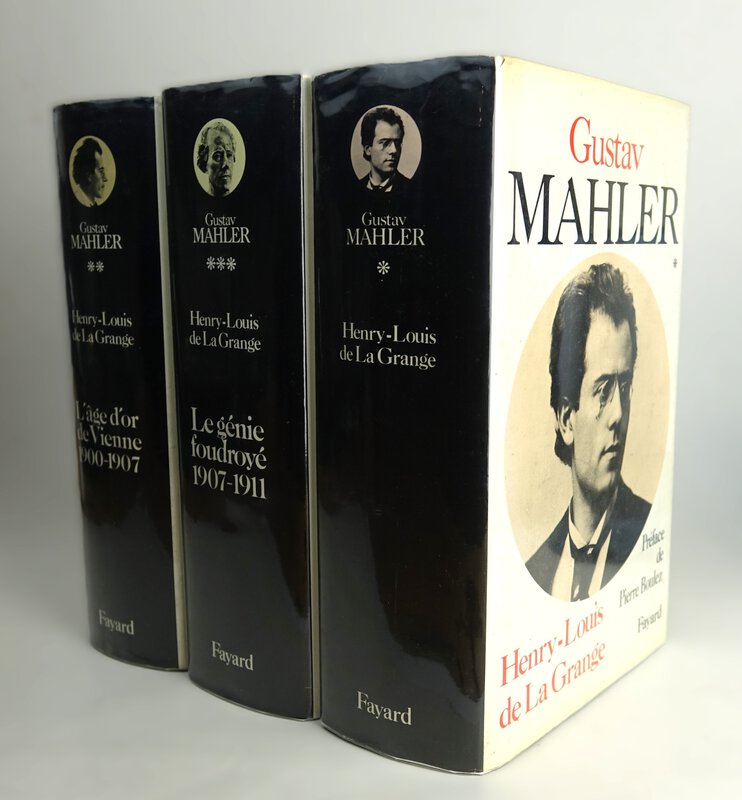 Gustav
MAHLER
**
Henry-Louis
de La Grange
L'âge d'or
de Vienne
1900-1907
Fayard
Gustav
MAHLER
***
Henry-Louis
de La Grange
Le génie
foudroyé
1907-1911
Fayard
Gustav
MAHLER
*
Henry-Louis
de La Grange
Fayard
Gustav
MAHLER
*
Préface
de
Pierre Boulez
Fayard
Henry-Louis
de La Grange